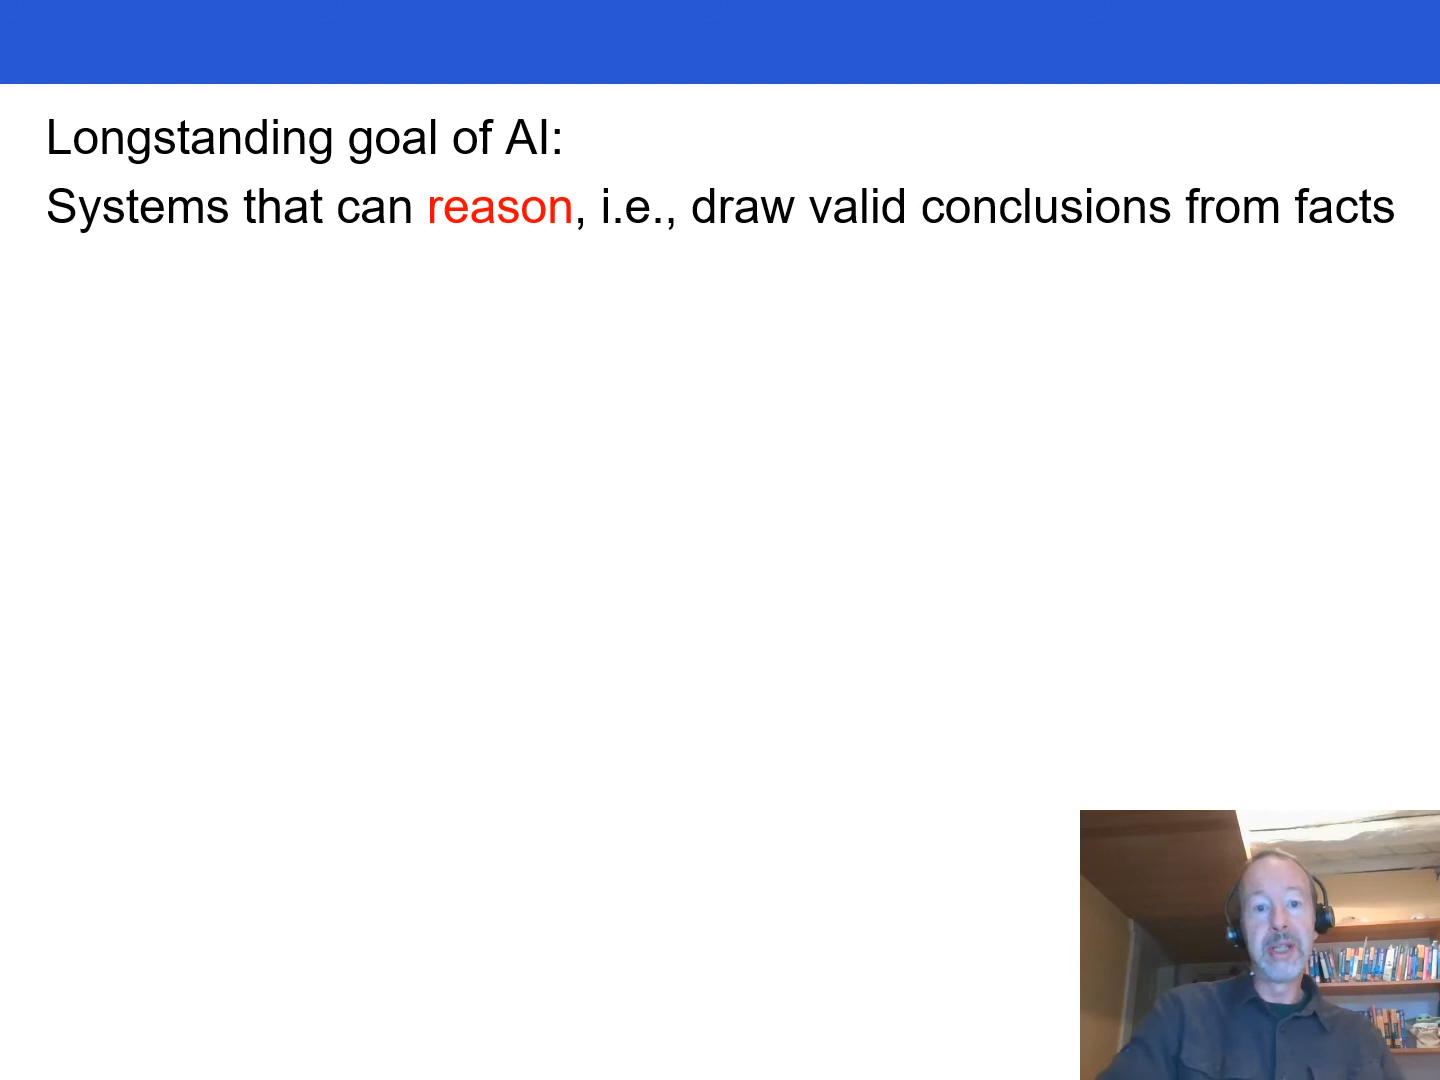 Longstanding goal of AI:
Systems that can reason, i.e., draw valid conclusions from facts